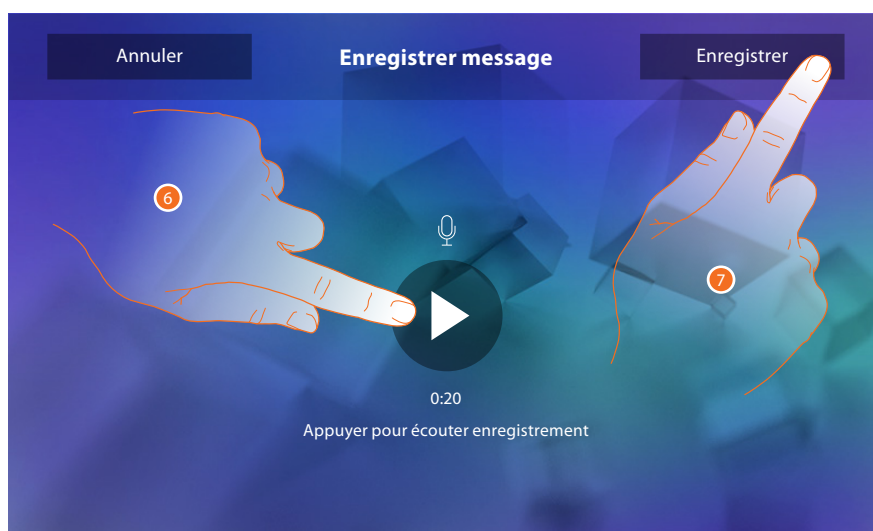 Annuler
Enregistrer message
Enregistrer
6
7
0:20
Appuyer pour écouter enregistrement